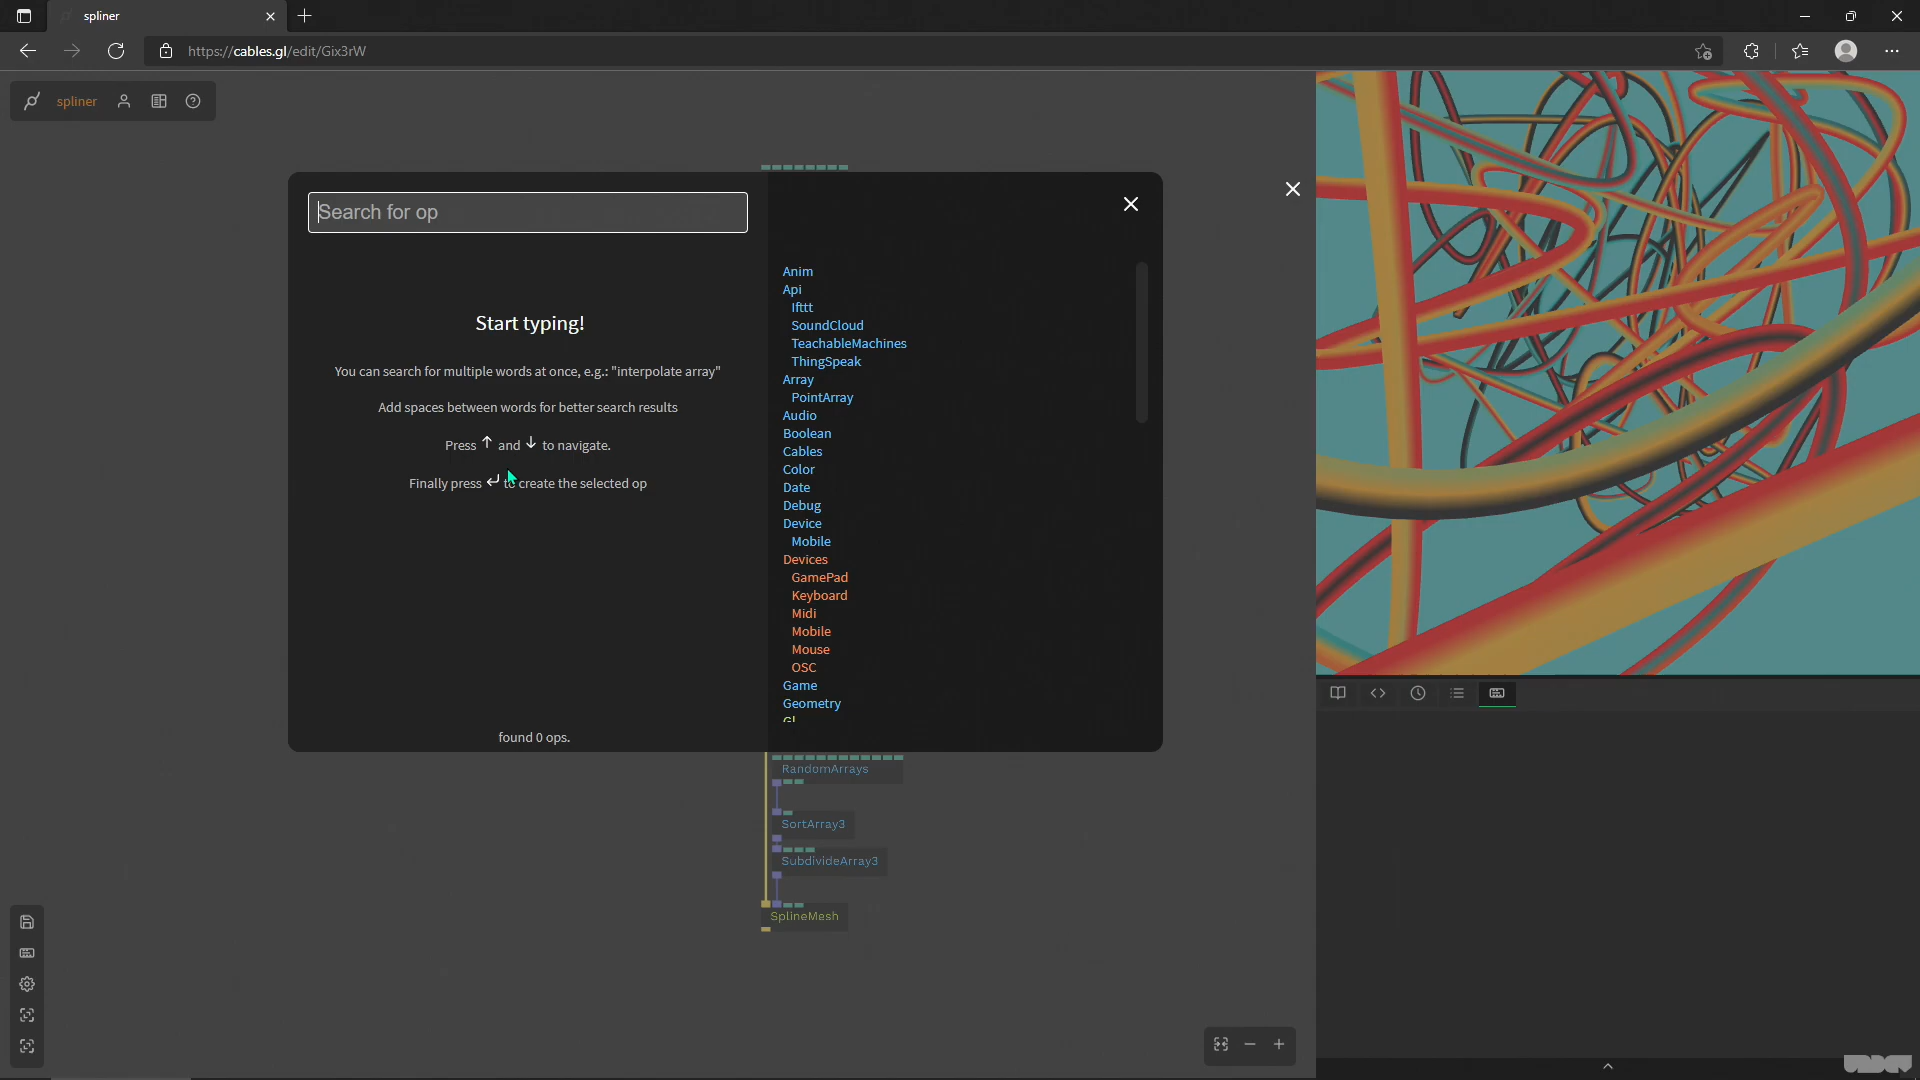 spliner
https://cables.gl/edit/Gix3rW
spliner
Search for op
Start typing!
You can search for multiple words at once, e.g.: "interpolate array"
Add spaces between words for better search results
Press ↑ and ↓ to navigate.
Finally press ↵ to create the selected op
found 0 ops.
Anim
Api
Ifttt
SoundCloud
TeachableMachines
ThingSpeak
Array
PointArray
Audio
Boolean
Cables
Color
Date
Debug
Device
Mobile
Devices
GamePad
Keyboard
Midi
Mobile
Mouse
OSC
Game
Geometry
Gl
RandomArrays
SortArray3
SubdivideArray3
SplineMesh